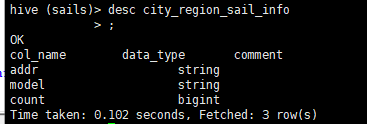 hive (sails)> desc city_region_sail_info
> ;
OK
col_name data_type comment
addr string
model string
count bigint
Time taken: 0.102 seconds, Fetched: 3 row(s)